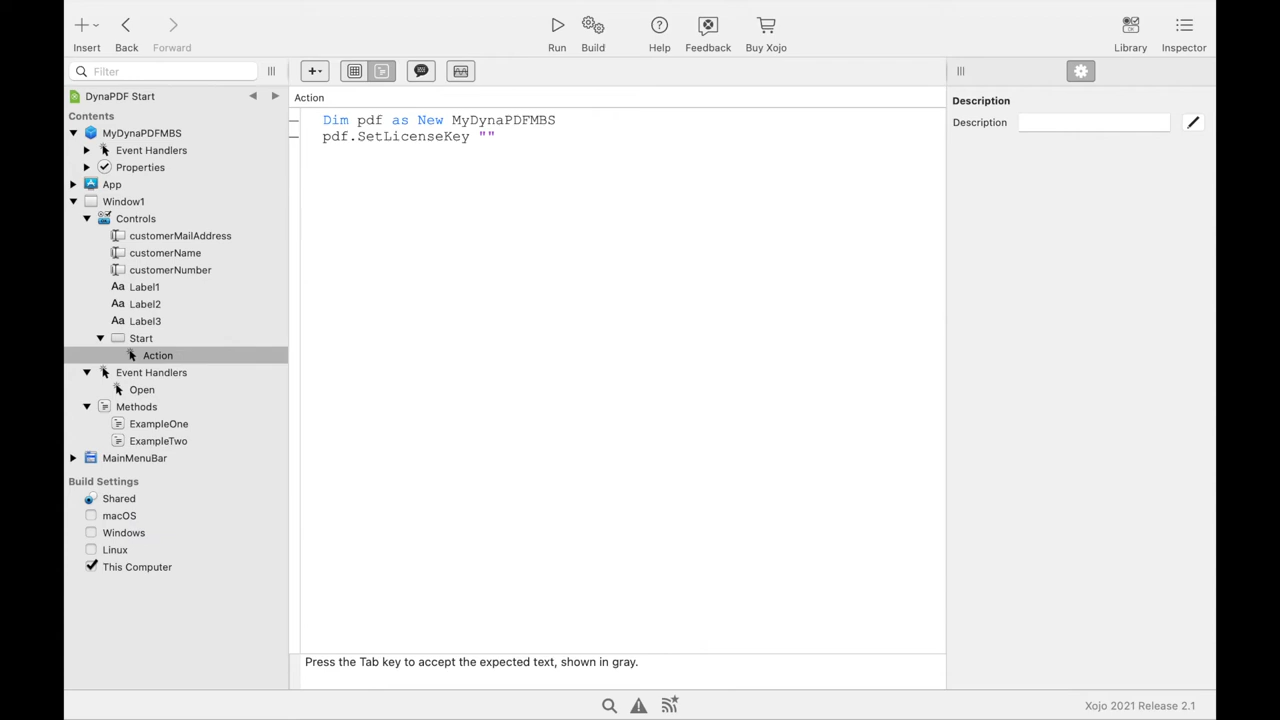 Insert
Back
Forward
Run
Build
Help
Feedback
Buy Xojo
Library
Inspector
Filter
DynaPDF Start
Contents
MyDynaPDFMBS
Event Handlers
Properties
App
Window1
Controls
customerMailAddress
customerName
customerNumber
Aa Label1
Aa Label2
Aa Label3
Start
Action
Event Handlers
Open
Methods
ExampleOne
ExampleTwo
MainMenuBar
Build Settings
Shared
macOS
Windows
Linux
This Computer
Action
Dim pdf as New MyDynaPDFMBS
pdf.SetLicenseKey ""
Press the Tab key to accept the expected text, shown in gray.
Description
Description
Xojo 2021 Release 2.1